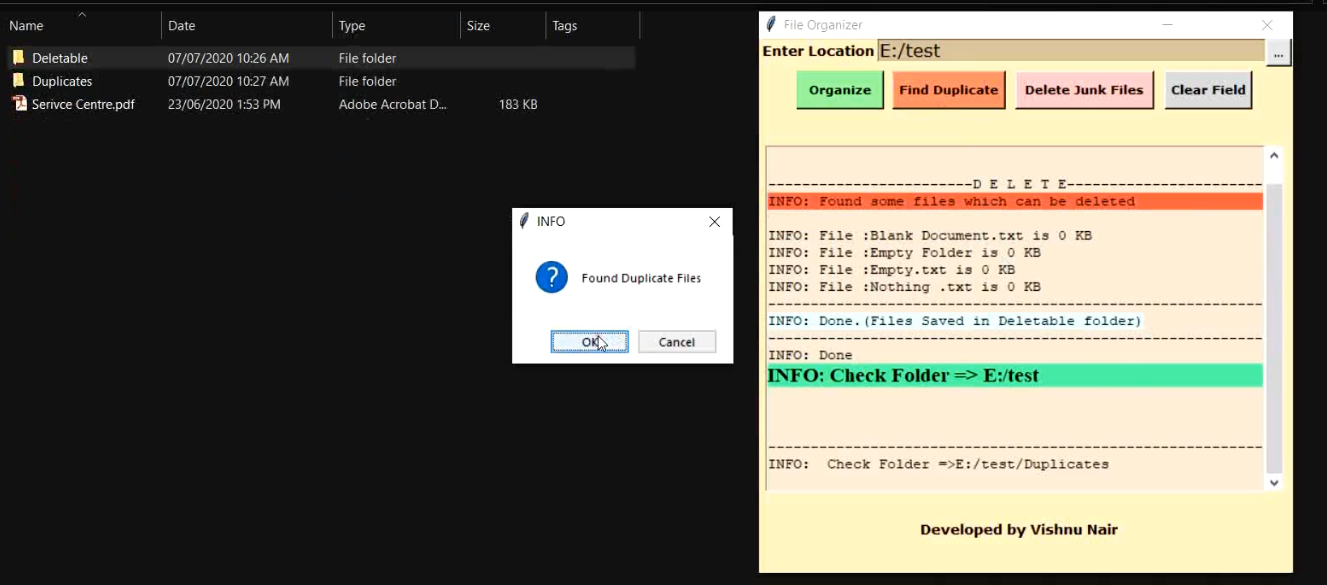 Name Date Type Size Tags
Deletable 07/07/2020 10:26 AM File folder
Duplicates 07/07/2020 10:27 AM File folder
Serivce Centre.pdf 23/06/2020 1:53 PM Adobe Acrobat D... 183 KB
INFO
Found Duplicate Files
OK Cancel
File Organizer
Enter Location E:/test ...
Organize Find Duplicate Delete Junk Files Clear Field
-------------------------D E L E T E------------------------
INFO: Found some files which can be deleted
INFO: File :Blank Document.txt is 0 KB
INFO: File :Empty Folder is 0 KB
INFO: File :Empty.txt is 0 KB
INFO: File :Nothing .txt is 0 KB
------------------------------------------------------------
INFO: Done.(Files Saved in Deletable folder)
------------------------------------------------------------
INFO: Done
INFO: Check Folder => E:/test
------------------------------------------------------------
INFO:  Check Folder =>E:/test/Duplicates
Developed by Vishnu Nair